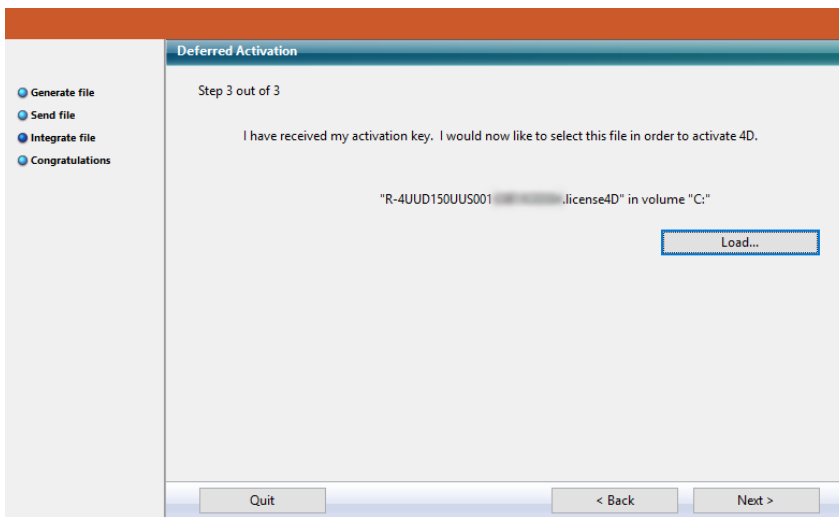 Deferred Activation
Generate file
Send file
Integrate file
Congratulations
Step 3 out of 3
I have received my activation key. I would now like to select this file in order to activate 4D.
"R-4UUD150UUS001 .license4D" in volume "C:"
Load...
Quit
< Back
Next >